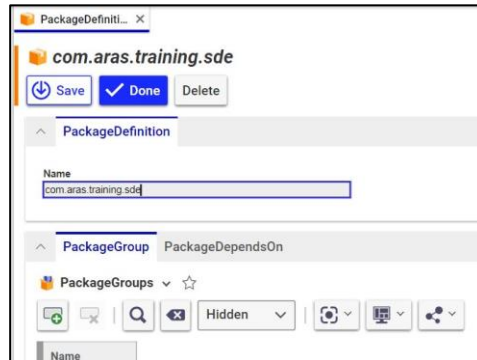 PackageDefiniti...
com.aras.training.sde
Save Done Delete
PackageDefinition
Name
com.aras.training.sde
PackageGroup PackageDependsOn
PackageGroups
Hidden
Name